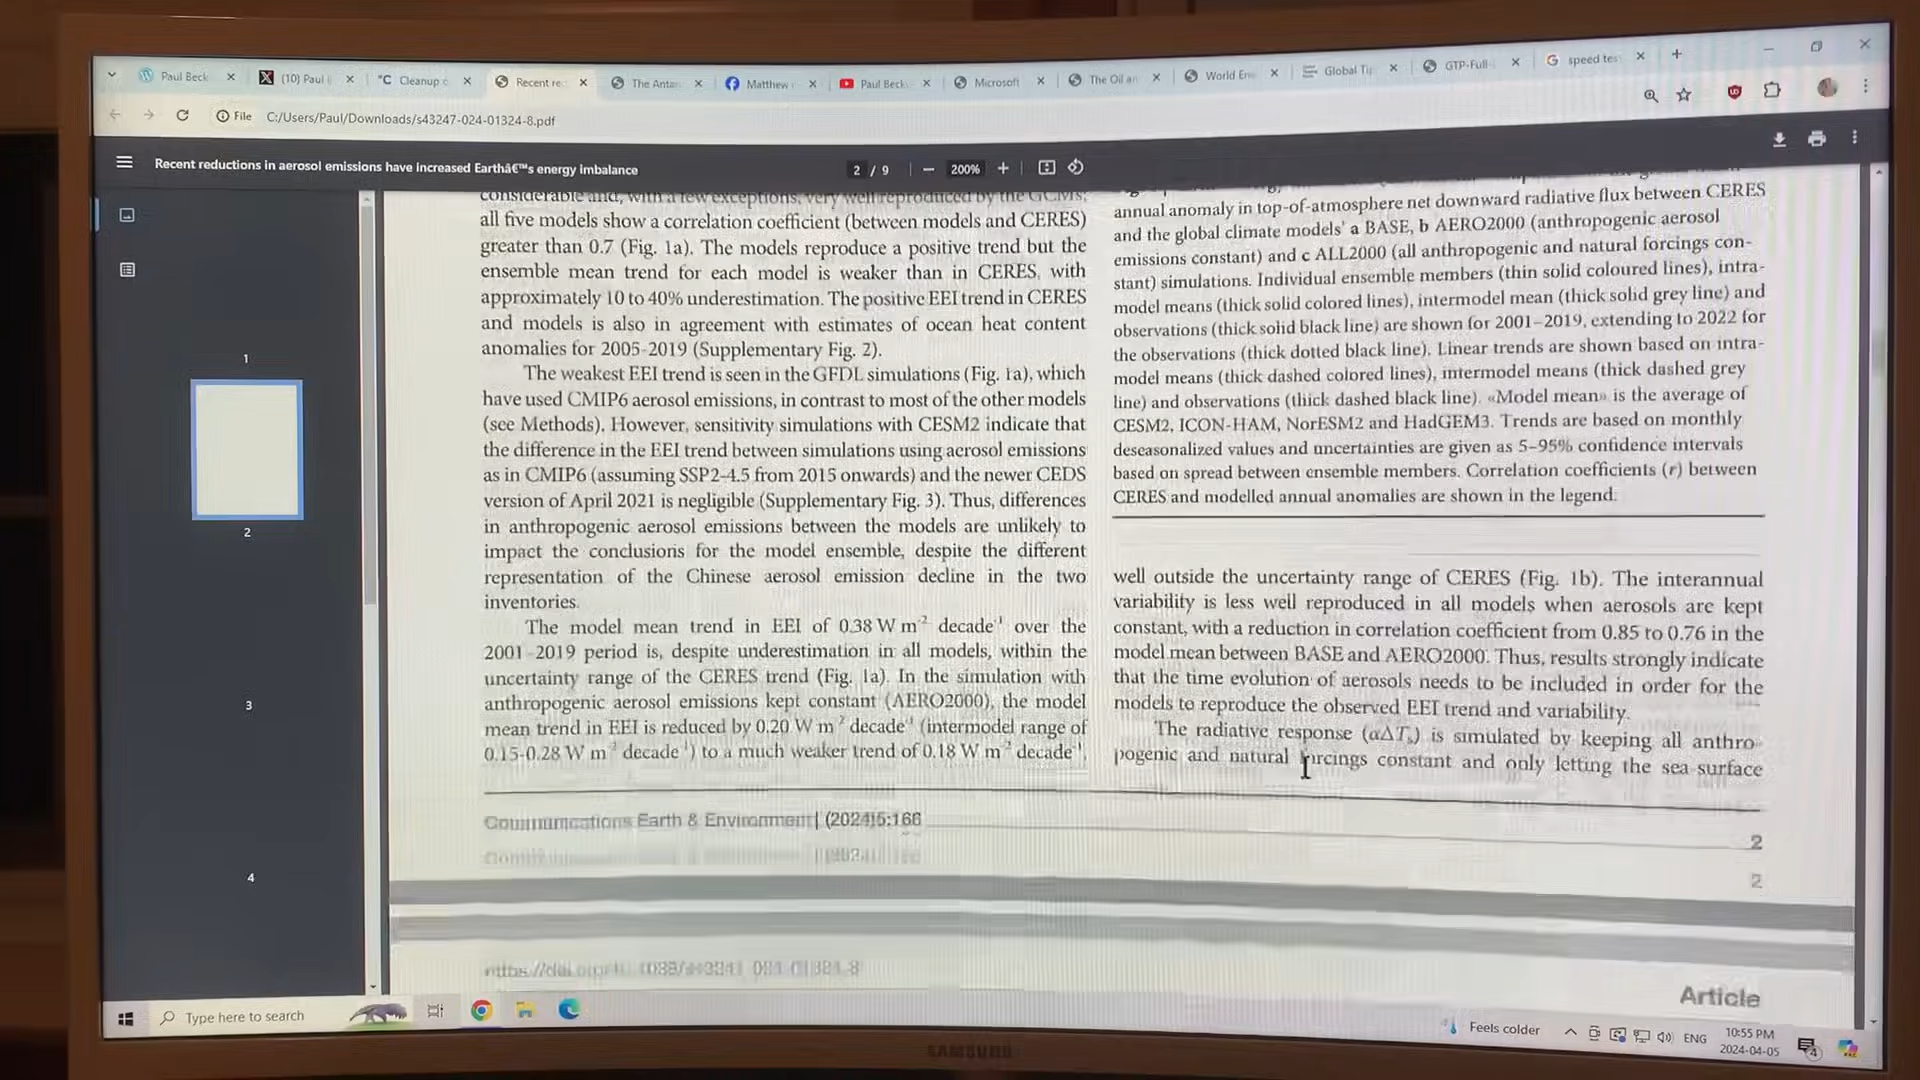 Paul Beck
(10) Paul
°C Cleanup
Recent re
The Antar
Matthew
Paul Beck
Microsoft
The Oil an
World En
Global Tip
GTP-Full
speed tes
File C:/Users/Paul/Downloads/s43247-024-01324-8.pdf
Recent reductions in aerosol emissions have increased Earthâ€™s energy imbalance
2 / 9
200%
1
2
3
4
considerable and, with a few exceptions, very well reproduced by the GCMs;
all five models show a correlation coefficient (between models and CERES)
greater than 0.7 (Fig. 1a). The models reproduce a positive trend but the
ensemble mean trend for each model is weaker than in CERES, with
approximately 10 to 40% underestimation. The positive EEI trend in CERES
and models is also in agreement with estimates of ocean heat content
anomalies for 2005-2019 (Supplementary Fig. 2).
The weakest EEI trend is seen in the GFDL simulations (Fig. 1a), which
have used CMIP6 aerosol emissions, in contrast to most of the other models
(see Methods). However, sensitivity simulations with CESM2 indicate that
the difference in the EEI trend between simulations using aerosol emissions
as in CMIP6 (assuming SSP2-4.5 from 2015 onwards) and the newer CEDS
version of April 2021 is negligible (Supplementary Fig. 3). Thus, differences
in anthropogenic aerosol emissions between the models are unlikely to
impact the conclusions for the model ensemble, despite the different
representation of the Chinese aerosol emission decline in the two
inventories.
The model mean trend in EEI of 0.38 W m⁻² decade⁻¹ over the
2001–2019 period is, despite underestimation in all models, within the
uncertainty range of the CERES trend (Fig. 1a). In the simulation with
anthropogenic aerosol emissions kept constant (AERO2000), the model
mean trend in EEI is reduced by 0.20 W m⁻² decade⁻¹ (intermodel range of
0.15-0.28 W m⁻² decade⁻¹) to a much weaker trend of 0.18 W m⁻² decade⁻¹,
annual anomaly in top-of-atmosphere net downward radiative flux between CERES
and the global climate models' a BASE, b AERO2000 (anthropogenic aerosol
emissions constant) and c ALL2000 (all anthropogenic and natural forcings con-
stant) simulations. Individual ensemble members (thin solid coloured lines), intra-
model means (thick solid colored lines), intermodel mean (thick solid grey line) and
observations (thick solid black line) are shown for 2001–2019, extending to 2022 for
the observations (thick dotted black line). Linear trends are shown based on intra-
model means (thick dashed colored lines), intermodel means (thick dashed grey
line) and observations (thick dashed black line). «Model mean» is the average of
CESM2, ICON-HAM, NorESM2 and HadGEM3. Trends are based on monthly
deseasonalized values and uncertainties are given as 5–95% confidence intervals
based on spread between ensemble members. Correlation coefficients (r) between
CERES and modelled annual anomalies are shown in the legend.
well outside the uncertainty range of CERES (Fig. 1b). The interannual
variability is less well reproduced in all models when aerosols are kept
constant, with a reduction in correlation coefficient from 0.85 to 0.76 in the
model mean between BASE and AERO2000. Thus, results strongly indicate
that the time evolution of aerosols needs to be included in order for the
models to reproduce the observed EEI trend and variability.
The radiative response (αΔTₛ) is simulated by keeping all anthro-
pogenic and natural forcings constant and only letting the sea surface
Communications Earth & Environment| (2024)5:166
2
2
Article
Type here to search
Feels colder
ENG
10:55 PM
2024-04-05
4
SAMSUNG